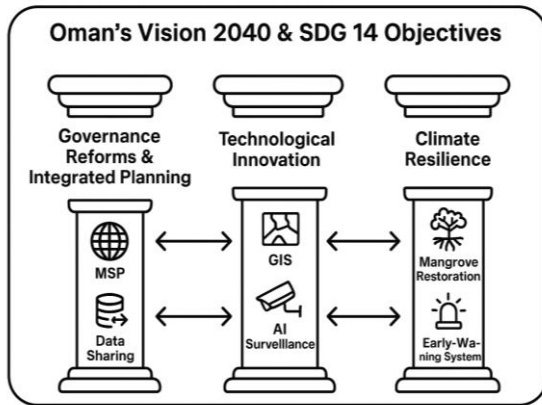 Oman's Vision 2040 & SDG 14 Objectives
Governance
Reforms &
Integrated Planning
MSP
Data
Sharing
Technological
Innovation
GIS
AI
Survelllance
Climate
Resilience
Mangrove
Restoration
Early-Wa-
ning System